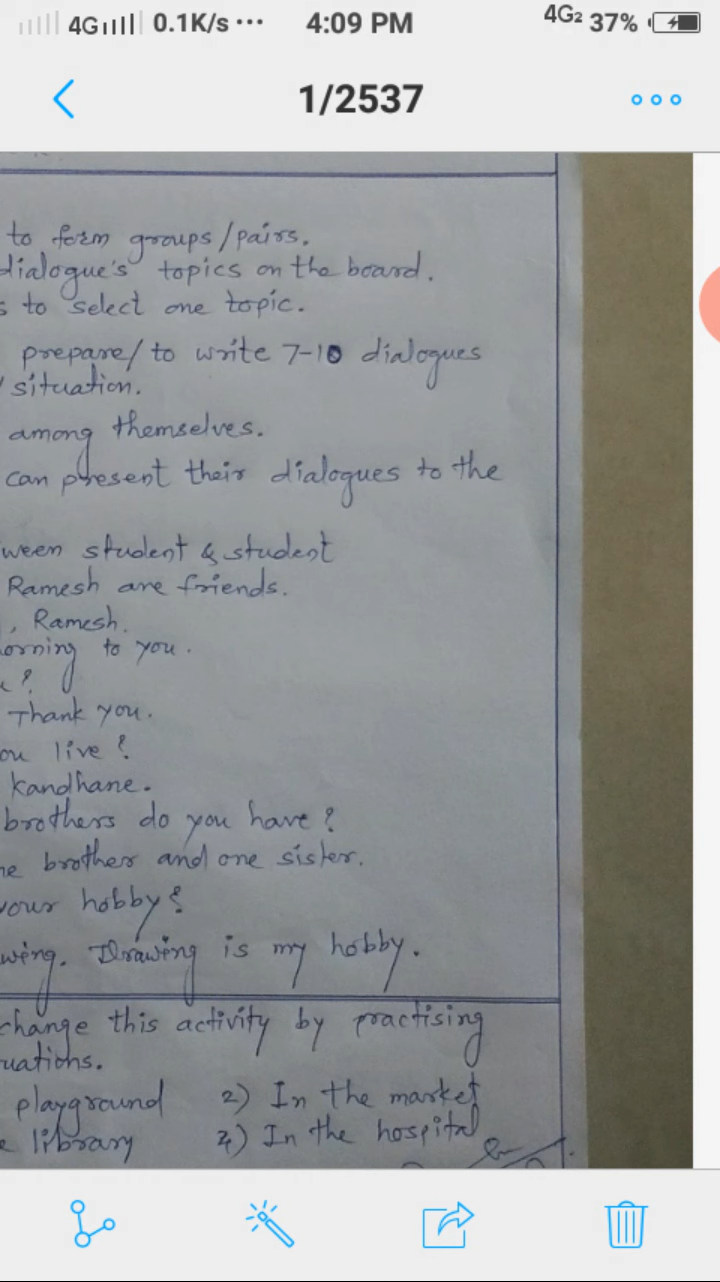 4G 0.1K/s ... 4:09 PM 4G2 37%
1/2537
to form groups/pairs.
dialogue's topics on the board.
s to select one topic.
prepare/ to write 7-10 dialogues
/ situation.
among themselves.
can present their dialogues to the
ween student & student
Ramesh are friends.
, Ramesh.
orning to you.
?
Thank you.
ou live?
kandhane.
brothers do you have?
ne brother and one sister.
your hobby?
wing. Drawing is my hobby.
change this activity by practising
uations.
playground 2) In the market
e library 4) In the hospital